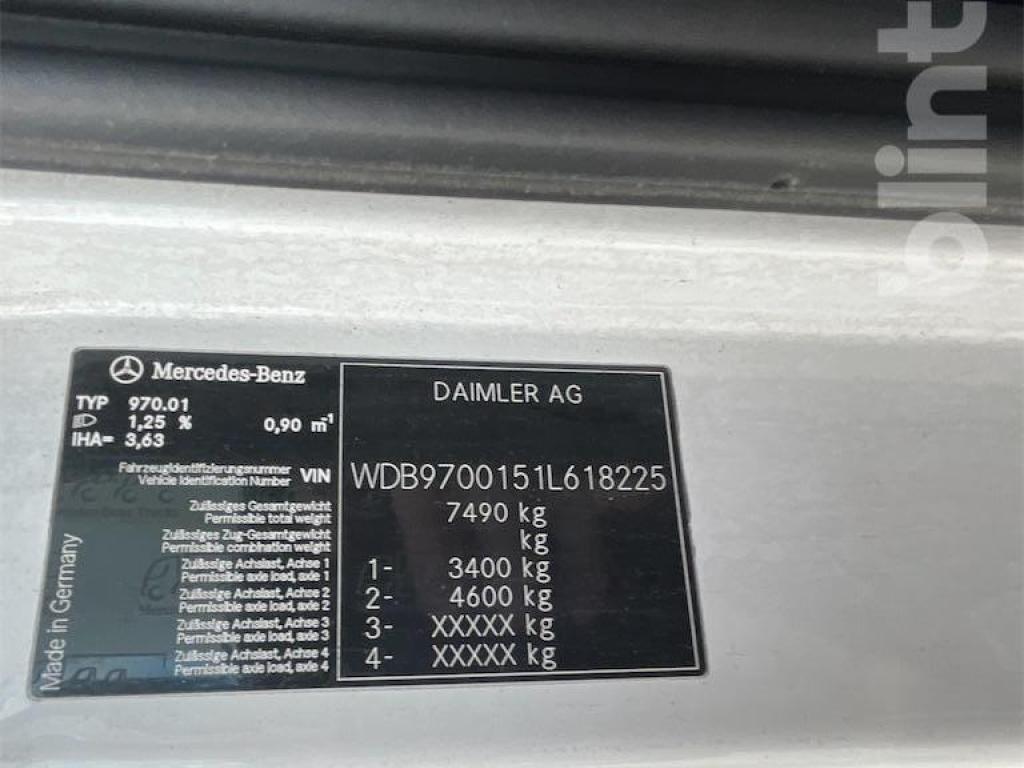 blint
Mercedes-Benz
TYP 970.01
1,25 % 0,90 m⁻¹
IHA= 3,63
DAIMLER AG
Fahrzeugidentifizierungsnummer
Vehicle Identification Number VIN WDB9700151L618225
Zulässiges Gesamtgewicht
Permissible total weight 7490 kg
Zulässiges Zug-Gesamtgewicht
Permissible combination weight kg
Zulässige Achslast, Achse 1
Permissible axle load, axle 1 1- 3400 kg
Zulässige Achslast, Achse 2
Permissible axle load, axle 2 2- 4600 kg
Zulässige Achslast, Achse 3
Permissible axle load, axle 3 3- XXXXX kg
Zulässige Achslast, Achse 4
Permissible axle load, axle 4 4- XXXXX kg
Made in Germany